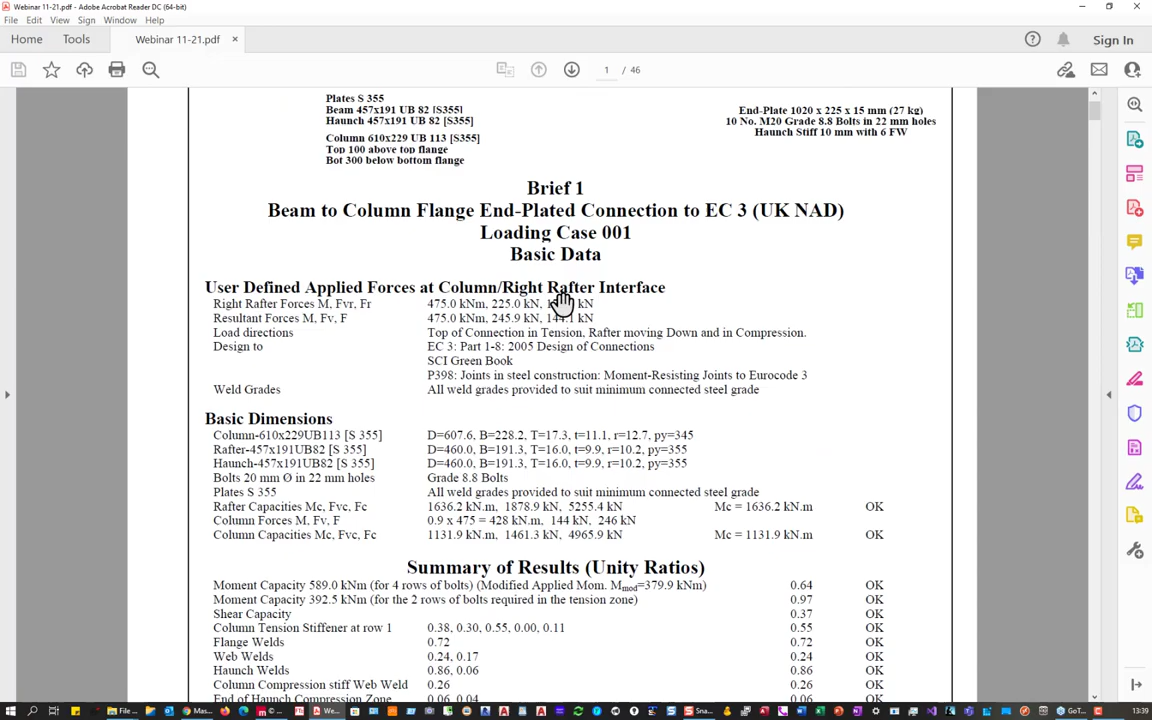 Webinar 11-21.pdf - Adobe Acrobat Reader DC (64-bit)
File Edit View Sign Window Help
Home Tools Webinar 11-21.pdf × Sign In
1 / 46
Plates S 355
Beam 457x191 UB 82 [S355]
Haunch 457x191 UB 82 [S355]
Column 610x229 UB 113 [S355]
Top 100 above top flange
Bot 300 below bottom flange
End-Plate 1020 x 225 x 15 mm (27 kg)
10 No. M20 Grade 8.8 Bolts in 22 mm holes
Haunch Stiff 10 mm with 6 FW
Brief 1
Beam to Column Flange End-Plated Connection to EC 3 (UK NAD)
Loading Case 001
Basic Data
User Defined Applied Forces at Column/Right Rafter Interface
Right Rafter Forces M, Fvr, Fr 475.0 kNm, 225.0 kN, kN
Resultant Forces M, Fv, F 475.0 kNm, 245.9 kN, 144.1 kN
Load directions Top of Connection in Tension, Rafter moving Down and in Compression.
Design to EC 3: Part 1-8: 2005 Design of Connections
SCI Green Book
P398: Joints in steel construction: Moment-Resisting Joints to Eurocode 3
Weld Grades All weld grades provided to suit minimum connected steel grade
Basic Dimensions
Column-610x229UB113 [S 355] D=607.6, B=228.2, T=17.3, t=11.1, r=12.7, py=345
Rafter-457x191UB82 [S 355] D=460.0, B=191.3, T=16.0, t=9.9, r=10.2, py=355
Haunch-457x191UB82 [S 355] D=460.0, B=191.3, T=16.0, t=9.9, r=10.2, py=355
Bolts 20 mm Ø in 22 mm holes Grade 8.8 Bolts
Plates S 355 All weld grades provided to suit minimum connected steel grade
Rafter Capacities Mc, Fvc, Fc 1636.2 kN.m, 1878.9 kN, 5255.4 kN Mc = 1636.2 kN.m OK
Column Forces M, Fv, F 0.9 x 475 = 428 kN.m, 144 kN, 246 kN
Column Capacities Mc, Fvc, Fc 1131.9 kN.m, 1461.3 kN, 4965.9 kN Mc = 1131.9 kN.m OK
Summary of Results (Unity Ratios)
Moment Capacity 589.0 kNm (for 4 rows of bolts) (Modified Applied Mom. Mmod=379.9 kNm) 0.64 OK
Moment Capacity 392.5 kNm (for the 2 rows of bolts required in the tension zone) 0.97 OK
Shear Capacity 0.37 OK
Column Tension Stiffener at row 1 0.38, 0.30, 0.55, 0.00, 0.11 0.55 OK
Flange Welds 0.72 0.72 OK
Web Welds 0.24, 0.17 0.24 OK
Haunch Welds 0.86, 0.06 0.86 OK
Column Compression stiff Web Weld 0.26 0.26 OK
End of Haunch Compression Zone 0.06, 0.04 0.06 OK
File ...
Mas...
We...
Sna...
GoT...
13:39